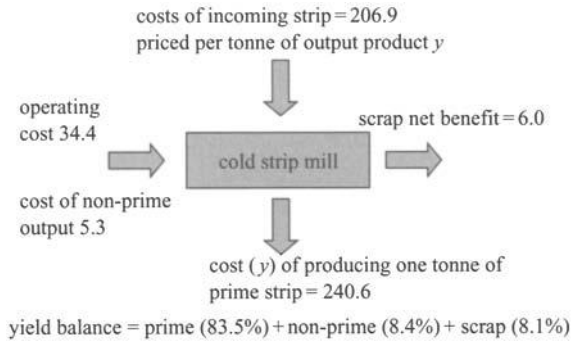 costs of incoming strip = 206.9
priced per tonne of output product y
operating
cost 34.4
scrap net benefit = 6.0
cold strip mill
cost of non-prime
output 5.3
cost (y) of producing one tonne of
prime strip = 240.6
yield balance = prime (83.5%) + non-prime (8.4%) + scrap (8.1%)